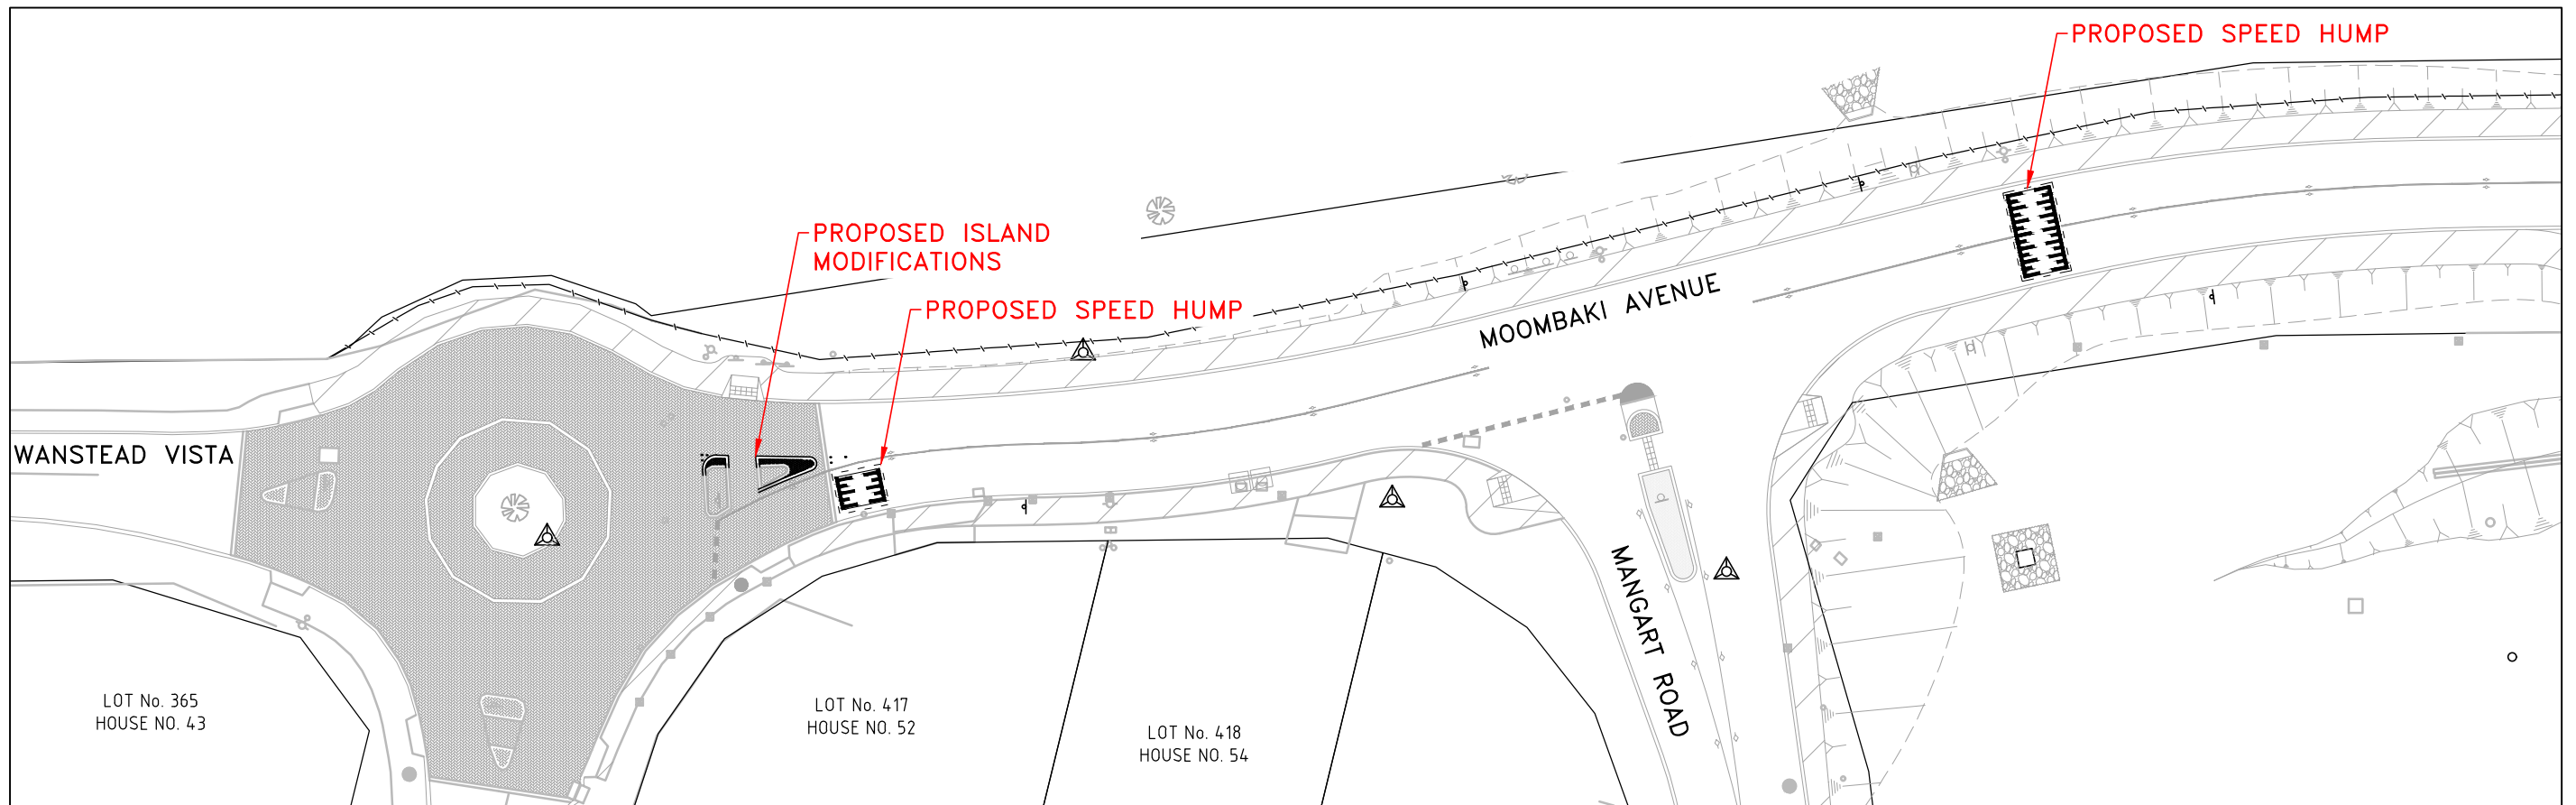 PROPOSED SPEED HUMP
PROPOSED ISLAND
MODIFICATIONS
PROPOSED SPEED HUMP
MOOMBAKI AVENUE
WANSTEAD VISTA
MANGART ROAD
LOT No. 365
HOUSE NO. 43
LOT No. 417
HOUSE NO. 52
LOT No. 418
HOUSE NO. 54